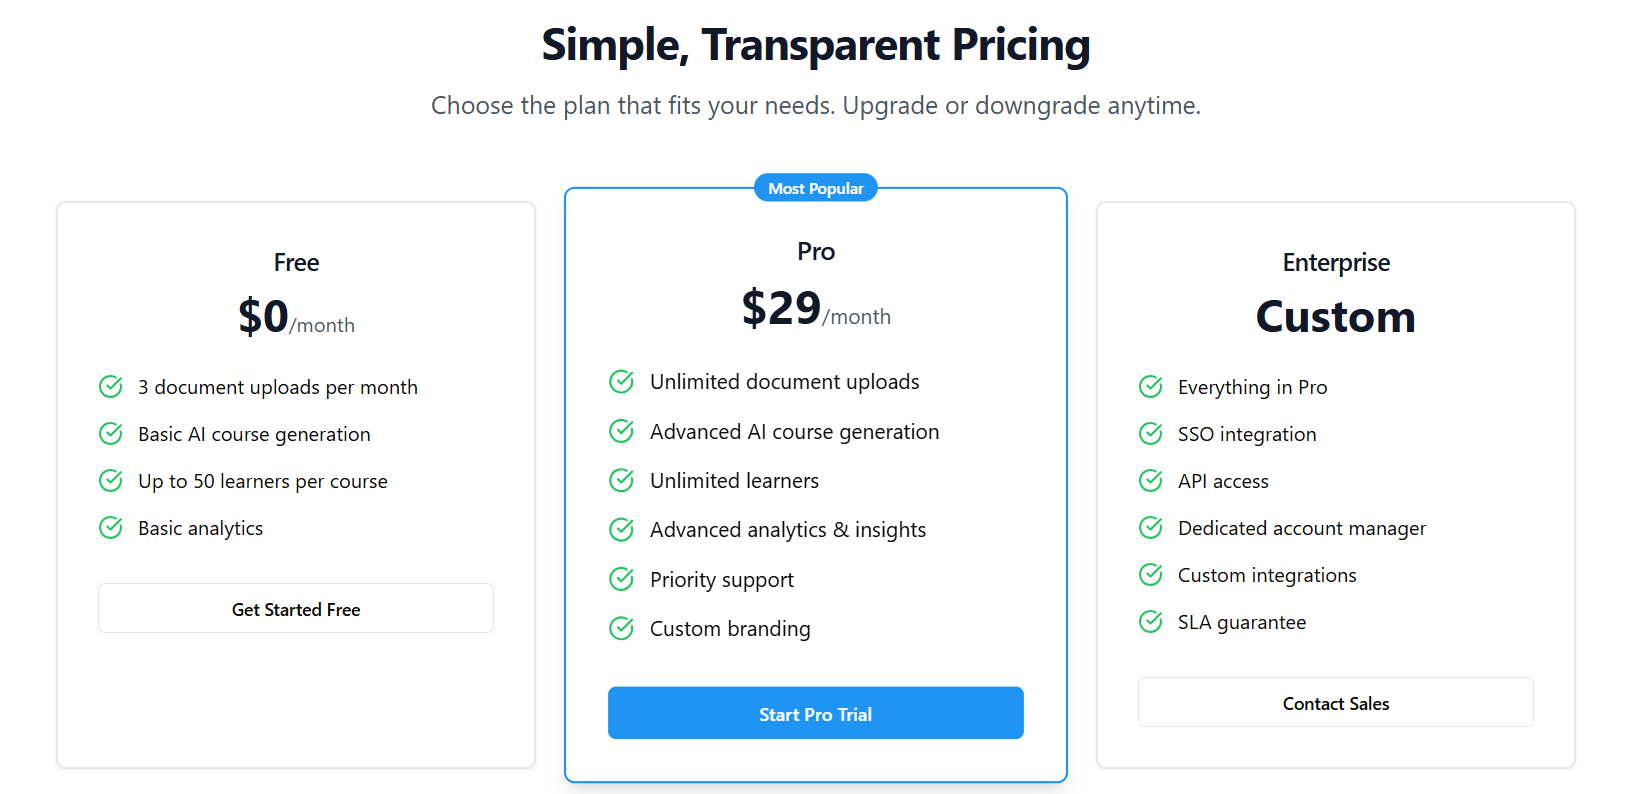 Simple, Transparent Pricing
Choose the plan that fits your needs. Upgrade or downgrade anytime.
Free
$0/month
3 document uploads per month
Basic AI course generation
Up to 50 learners per course
Basic analytics
Get Started Free
Most Popular
Pro
$29/month
Unlimited document uploads
Advanced AI course generation
Unlimited learners
Advanced analytics & insights
Priority support
Custom branding
Start Pro Trial
Enterprise
Custom
Everything in Pro
SSO integration
API access
Dedicated account manager
Custom integrations
SLA guarantee
Contact Sales